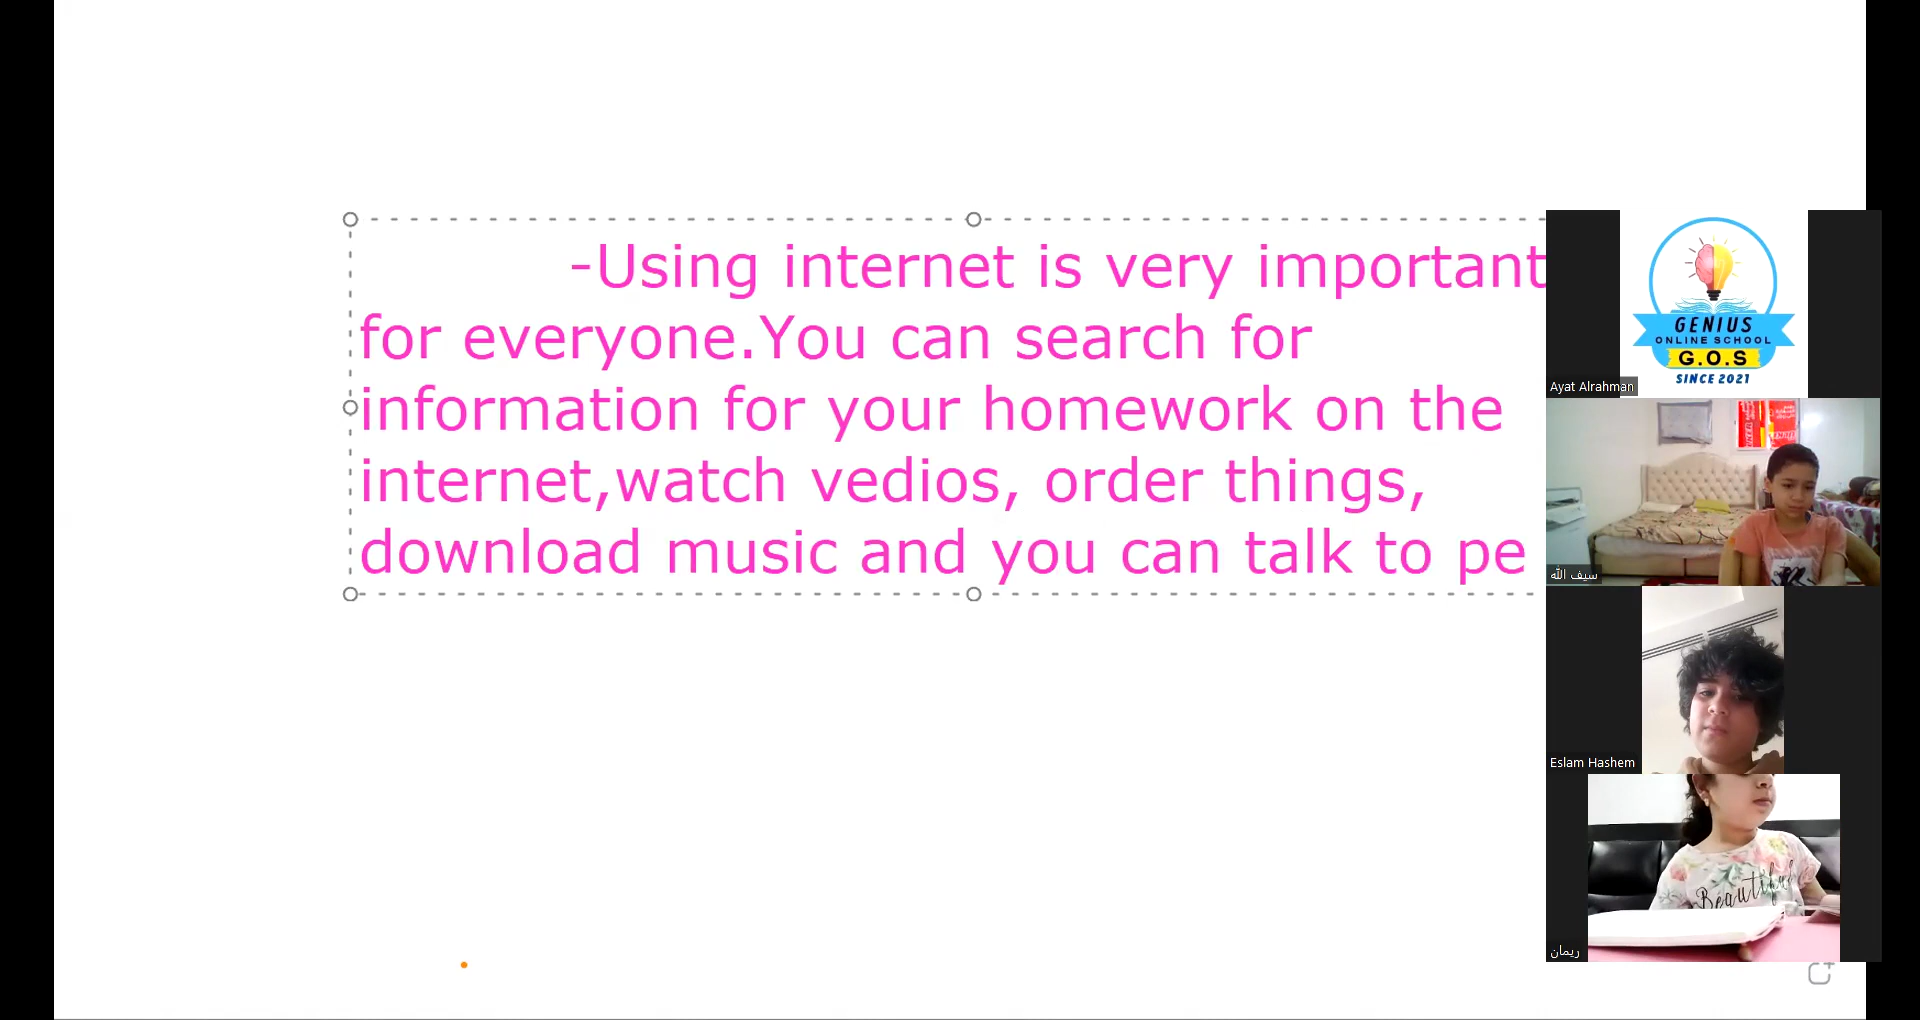 -Using internet is very important
for everyone.You can search for
information for your homework on the
internet,watch vedios, order things,
download music and you can talk to pe
GENIUS
ONLINE SCHOOL
G.O.S
SINCE 2021
Ayat Alrahman
سيف الله
Eslam Hashem
Beautiful
ريمان